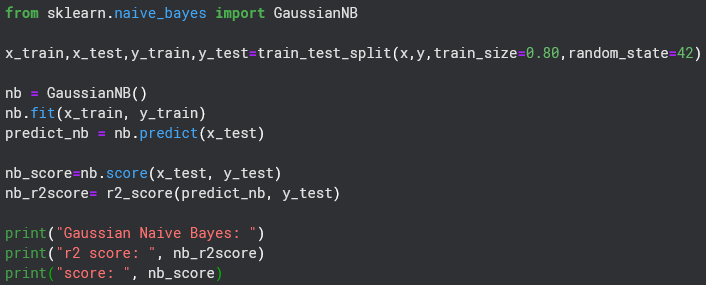 from sklearn.naive_bayes import GaussianNB
x_train,x_test,y_train,y_test=train_test_split(x,y,train_size=0.80,random_state=42)
nb = GaussianNB()
nb.fit(x_train, y_train)
predict_nb = nb.predict(x_test)
nb_score=nb.score(x_test, y_test)
nb_r2score= r2_score(predict_nb, y_test)
print("Gaussian Naive Bayes: ")
print("r2 score: ", nb_r2score)
print("score: ", nb_score)